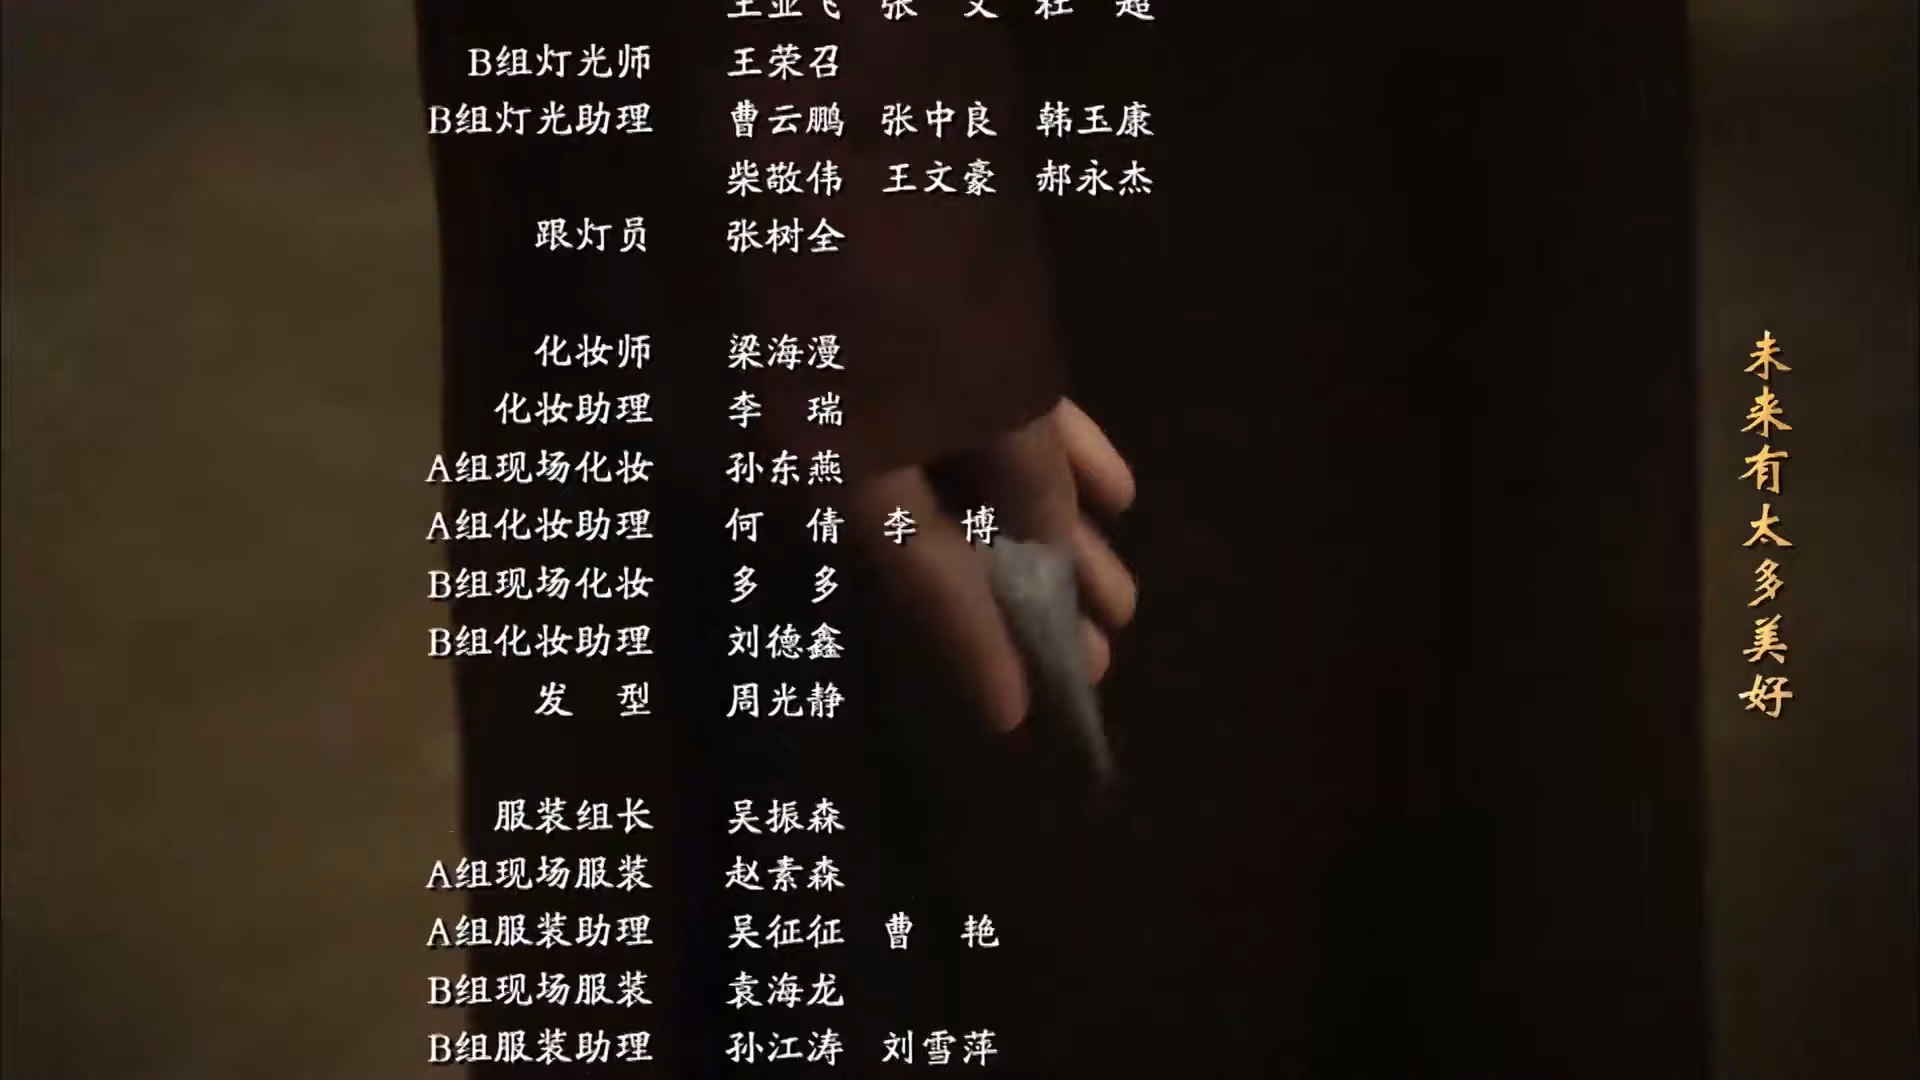 王亚飞 张 文 杜 超
B组灯光师 王荣召
B组灯光助理 曹云鹏 张中良 韩玉康
柴敬伟 王文豪 郝永杰
跟灯员 张树全
化妆师 梁海漫
化妆助理 李 瑞
A组现场化妆 孙东燕
A组化妆助理 何 倩 李 博
B组现场化妆 多 多
B组化妆助理 刘德鑫
发 型 周光静
服装组长 吴振森
A组现场服装 赵素森
A组服装助理 吴征征 曹 艳
B组现场服装 袁海龙
B组服装助理 孙江涛 刘雪萍
未来有太多美好